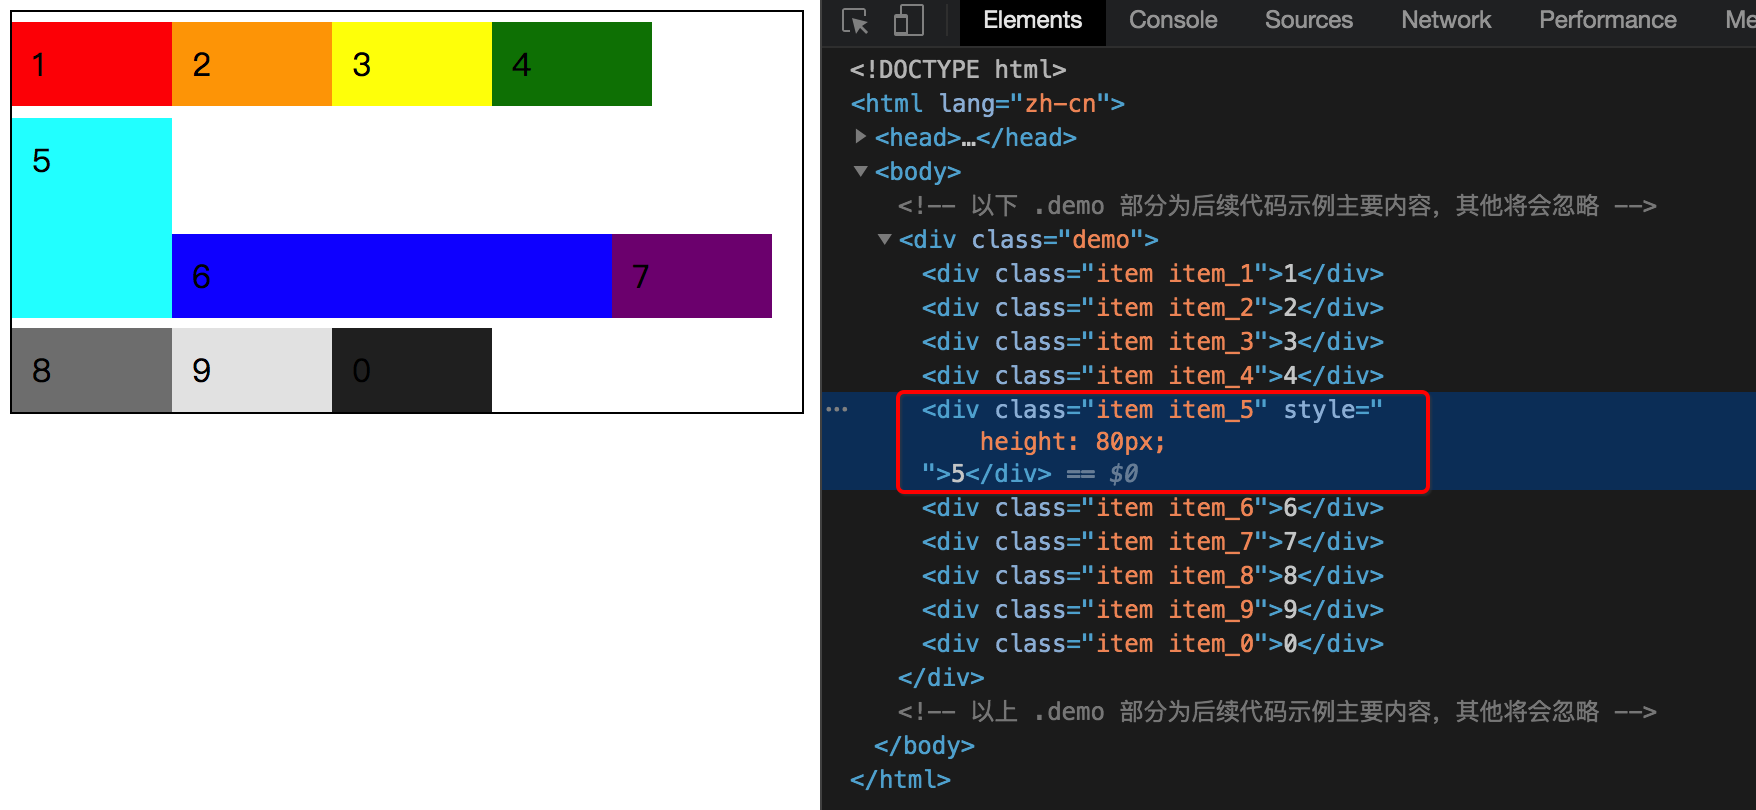 1 2 3 4
5
6 7
8 9 0
Elements Console Sources Network Performance Me
<!DOCTYPE html>
<html lang="zh-cn">
<head>…</head>
<body>
<!-- 以下 .demo 部分为后续代码示例主要内容，其他将会忽略 -->
<div class="demo">
<div class="item item_1">1</div>
<div class="item item_2">2</div>
<div class="item item_3">3</div>
<div class="item item_4">4</div>
<div class="item item_5" style="
height: 80px;
">5</div> == $0
<div class="item item_6">6</div>
<div class="item item_7">7</div>
<div class="item item_8">8</div>
<div class="item item_9">9</div>
<div class="item item_0">0</div>
</div>
<!-- 以上 .demo 部分为后续代码示例主要内容，其他将会忽略 -->
</body>
</html>